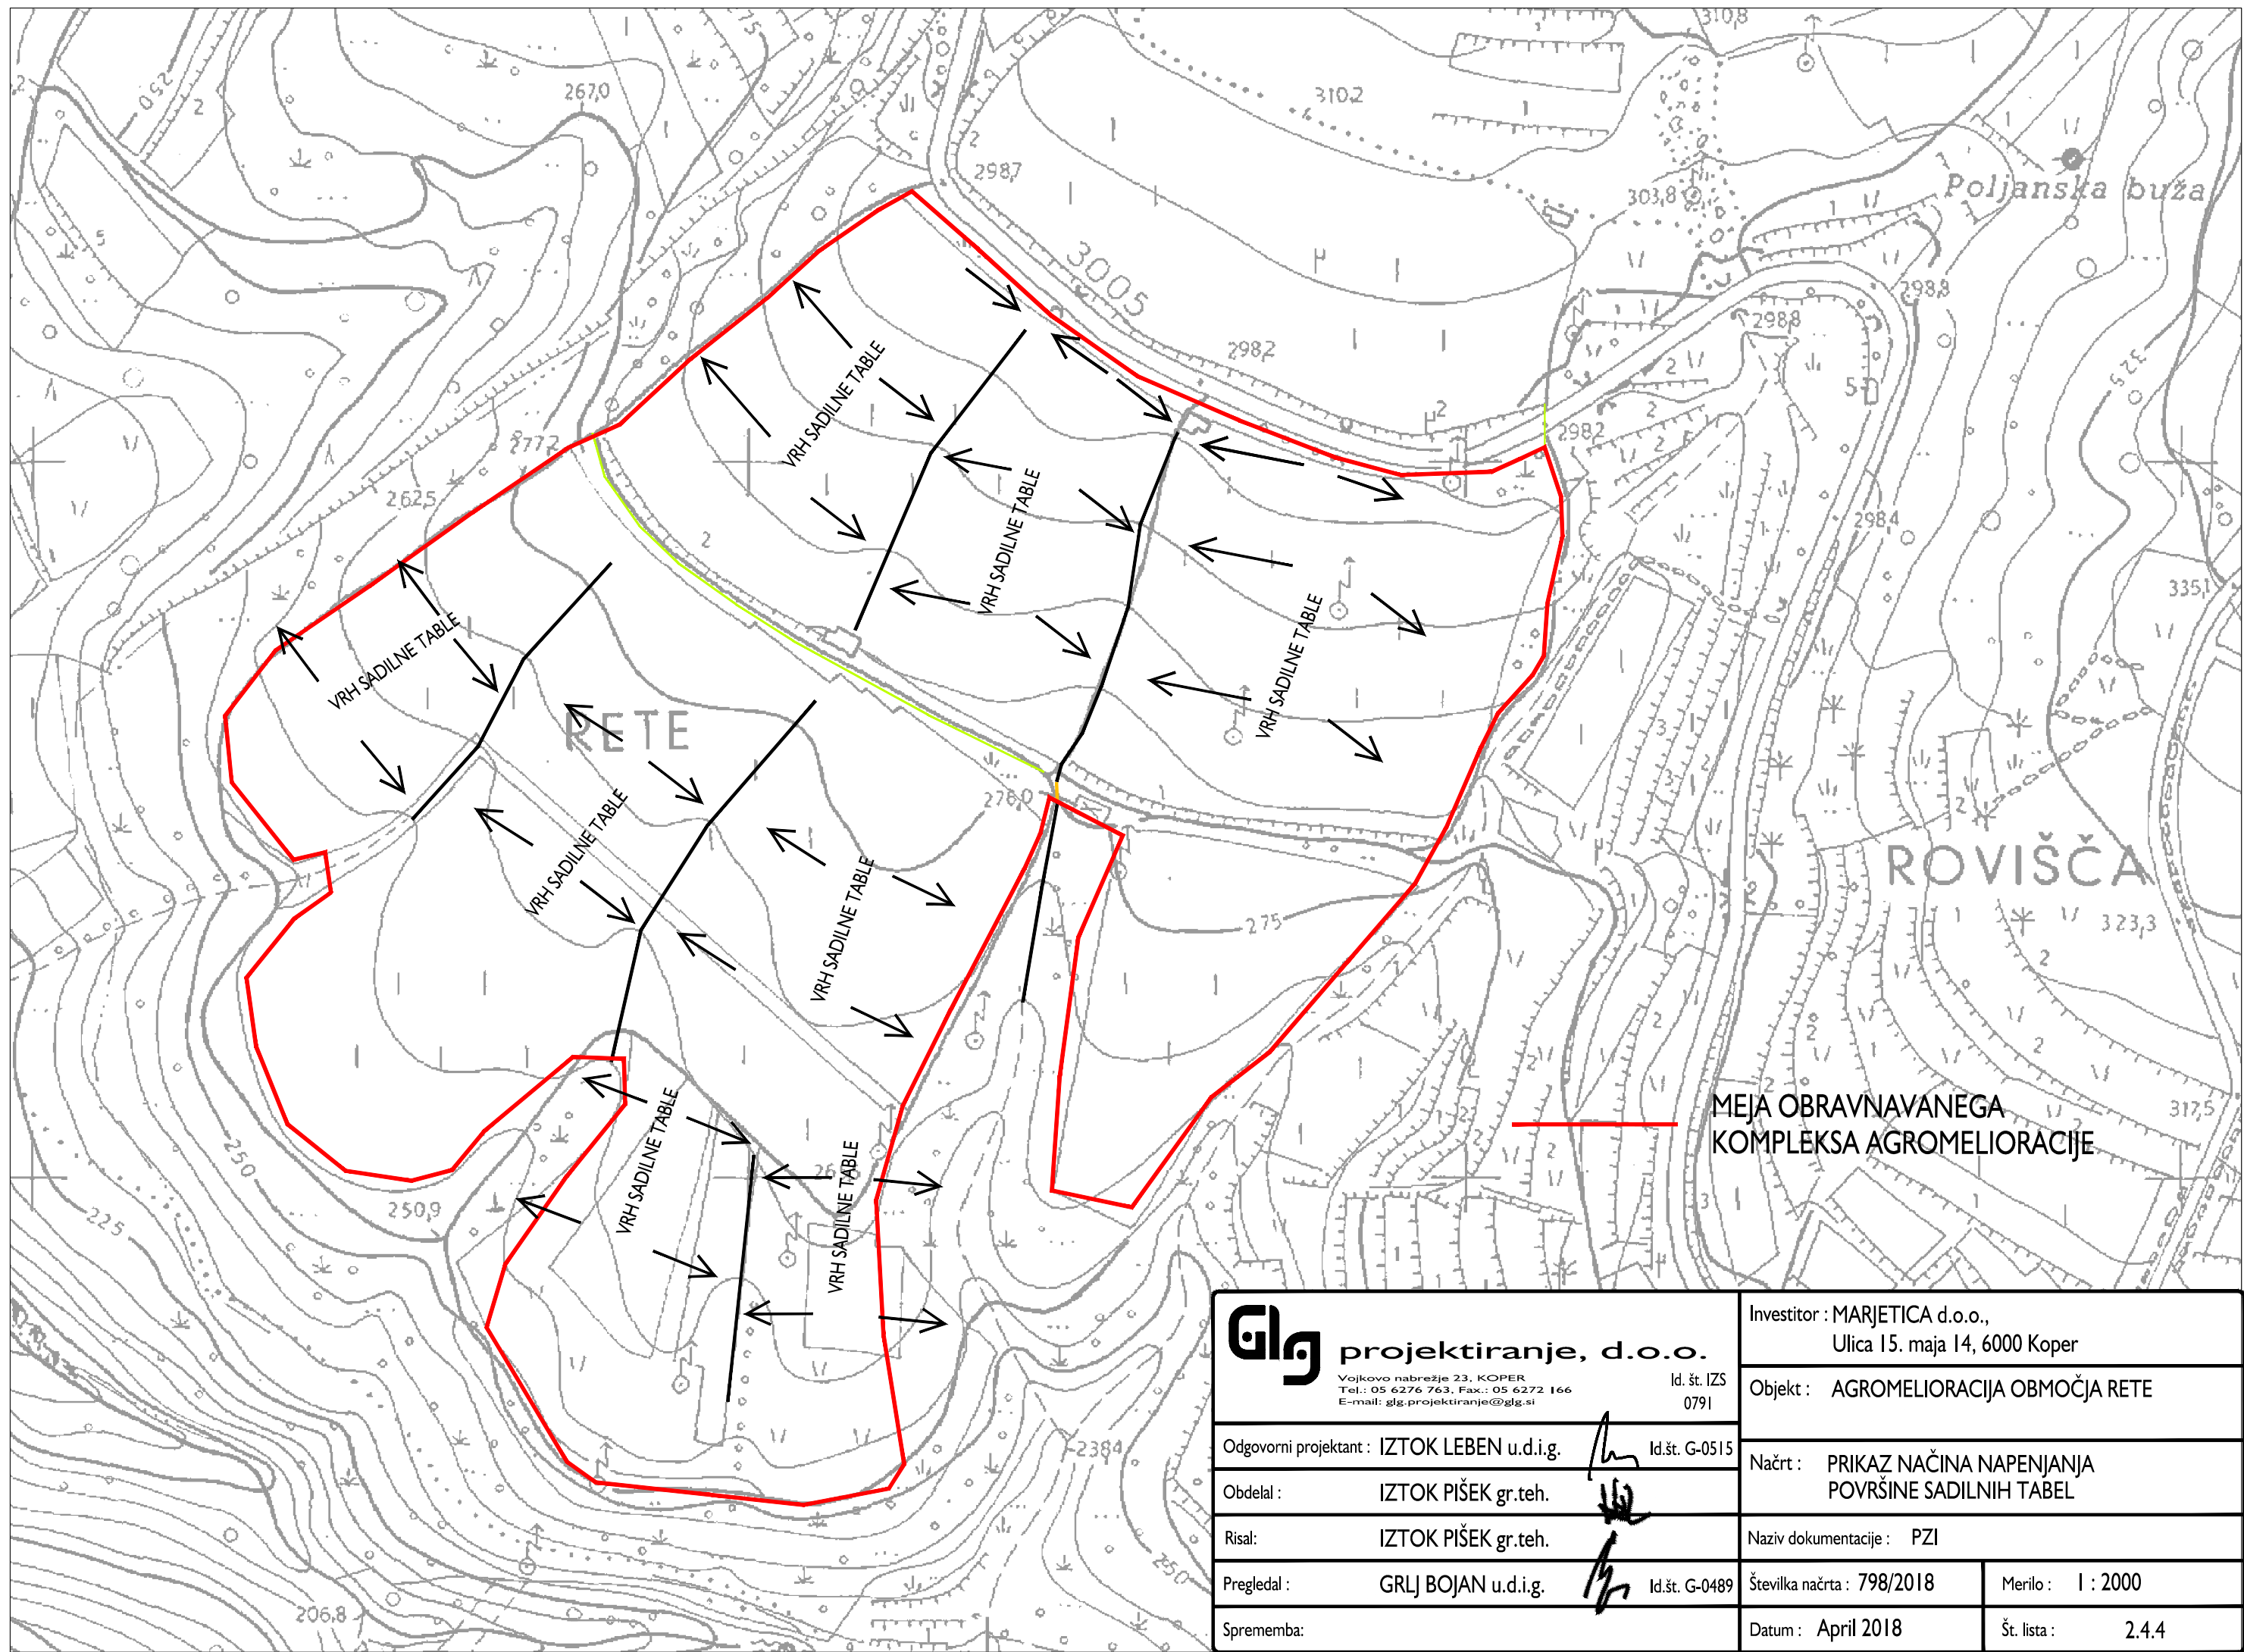 310,8
250
2
267,0
310,2
1
298,7
303,8
Poljanska buža
300,5
298,2
298,8
298,8
325
277,2
262,5
298,2
298,4
335,1
VRH SADILNE TABLE
VRH SADILNE TABLE
VRH SADILNE TABLE
VRH SADILNE TABLE
RETE
VRH SADILNE TABLE
VRH SADILNE TABLE
276,0
ROVIŠČA
275
323,3
317,5
MEJA OBRAVNAVANEGA
KOMPLEKSA AGROMELIORACIJE
VRH SADILNE TABLE
VRH SADILNE TABLE
250
225
250,9
238,4
250
206,8
Glg projektiranje, d.o.o.
Vojkovo nabrežje 23, KOPER
Tel.: 05 6276 763, Fax.: 05 6272 166
E-mail: glg.projektiranje@glg.si
Id. št. IZS
0791
Odgovorni projektant : IZTOK LEBEN u.d.i.g. Id.št. G-0515
Obdelal : IZTOK PIŠEK gr.teh.
Risal: IZTOK PIŠEK gr.teh.
Pregledal : GRLJ BOJAN u.d.i.g. Id.št. G-0489
Sprememba:
Investitor : MARJETICA d.o.o.,
Ulica 15. maja 14, 6000 Koper
Objekt : AGROMELIORACIJA OBMOČJA RETE
Načrt : PRIKAZ NAČINA NAPENJANJA
POVRŠINE SADILNIH TABEL
Naziv dokumentacije : PZI
Številka načrta : 798/2018
Merilo : 1 : 2000
Datum : April 2018
Št. lista : 2.4.4